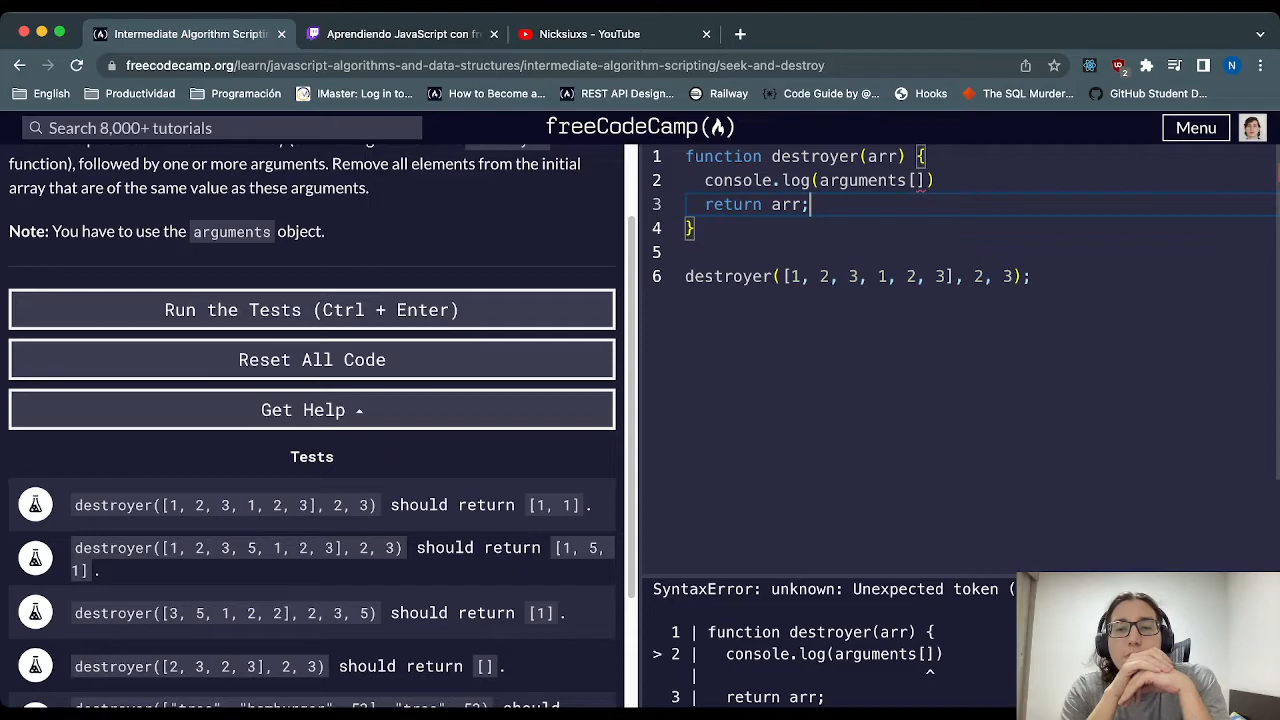 Intermediate Algorithm Scriptin
Aprendiendo JavaScript con fr
Nicksiuxs - YouTube
freecodecamp.org/learn/javascript-algorithms-and-data-structures/intermediate-algorithm-scripting/seek-and-destroy
2
N
English
Productividad
Programación
IMaster: Log in to...
How to Become a...
REST API Design...
Railway
Code Guide by @...
Hooks
The SQL Murder...
GitHub Student D...
Search 8,000+ tutorials
freeCodeCamp
Menu
function), followed by one or more arguments. Remove all elements from the initial
array that are of the same value as these arguments.
Note: You have to use the arguments object.
Run the Tests (Ctrl + Enter)
Reset All Code
Get Help
Tests
destroyer([1, 2, 3, 1, 2, 3], 2, 3) should return [1, 1].
destroyer([1, 2, 3, 5, 1, 2, 3], 2, 3) should return [1, 5,
1].
destroyer([3, 5, 1, 2, 2], 2, 3, 5) should return [1].
destroyer([2, 3, 2, 3], 2, 3) should return [].
1 function destroyer(arr) {
2 console.log(arguments[])
3 return arr;
4 }
5
6 destroyer([1, 2, 3, 1, 2, 3], 2, 3);
SyntaxError: unknown: Unexpected token (
1 | function destroyer(arr) {
> 2 | console.log(arguments[])
| ^
3 | return arr;